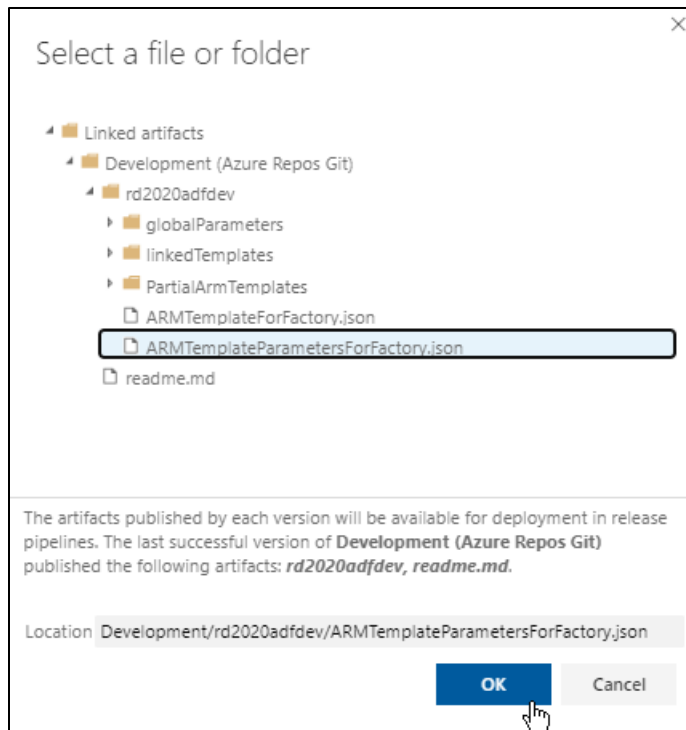 Select a file or folder
Linked artifacts
Development (Azure Repos Git)
rd2020adfdev
globalParameters
linkedTemplates
PartialArmTemplates
ARMTemplateForFactory.json
ARMTemplateParametersForFactory.json
readme.md
The artifacts published by each version will be available for deployment in release
pipelines. The last successful version of Development (Azure Repos Git)
published the following artifacts: rd2020adfdev, readme.md.
Location Development/rd2020adfdev/ARMTemplateParametersForFactory.json
OK Cancel